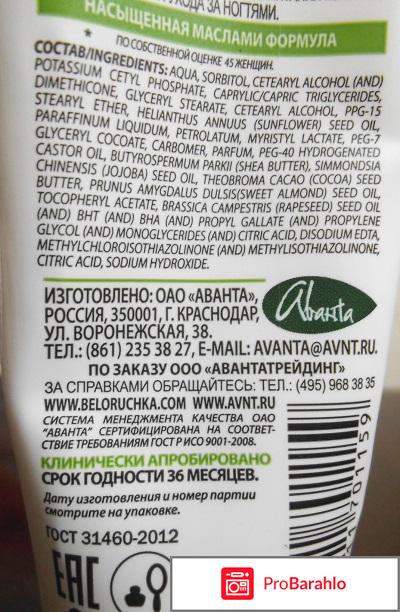 УХОДА ЗА НОГТЯМИ.
НАСЫЩЕННАЯ МАСЛАМИ ФОРМУЛА
* ПО СОБСТВЕННОЙ ОЦЕНКЕ 45 ЖЕНЩИН.
СОСТАВ/INGREDIENTS: AQUA, SORBITOL, CETEARYL ALCOHOL (AND)
POTASSIUM CETYL PHOSPHATE, CAPRYLIC/CAPRIC TRIGLYCERIDES,
DIMETHICONE, GLYCERYL STEARATE, CETEARYL ALCOHOL, PPG-15
STEARYL ETHER, HELIANTHUS ANNUUS (SUNFLOWER) SEED OIL,
PARAFFINUM LIQUIDUM, PETROLATUM, MYRISTYL LACTATE, PEG-7
GLYCERYL COCOATE, CARBOMER, PARFUM, PEG-40 HYDROGENATED
CASTOR OIL, BUTYROSPERMUM PARKII (SHEA BUTTER), SIMMONDSIA
CHINENSIS (JOJOBA) SEED OIL, THEOBROMA CACAO (COCOA) SEED
BUTTER, PRUNUS AMYGDALUS DULSIS(SWEET ALMOND) SEED OIL,
TOCOPHERYL ACETATE, BRASSICA CAMPESTRIS (RAPESEED) SEED OIL
(AND) BHT (AND) BHA (AND) PROPYL GALLATE (AND) PROPYLENE
GLYCOL (AND) MONOGLYCERIDES (AND) CITRIC ACID, DISODIUM EDTA,
METHYLCHLOROISOTHIAZOLINONE (AND) METHYLISOTHIAZOLINONE,
CITRIC ACID, SODIUM HYDROXIDE.
ИЗГОТОВЛЕНО: ОАО «АВАНТА»,
РОССИЯ, 350001, Г. КРАСНОДАР,
УЛ. ВОРОНЕЖСКАЯ, 38.
Avanta
ТЕЛ.: (861) 235 38 27, E-MAIL: AVANTA@AVNT.RU.
ПО ЗАКАЗУ ООО «АВАНТАТРЕЙДИНГ»
ЗА СПРАВКАМИ ОБРАЩАЙТЕСЬ: ТЕЛ.: (495) 968 38 35
WWW.BELORUCHKA.COM WWW.AVNT.RU
СИСТЕМА МЕНЕДЖМЕНТА КАЧЕСТВА ОАО
"АВАНТА" СЕРТИФИЦИРОВАНА НА СООТВЕТ-
СТВИЕ ТРЕБОВАНИЯМ ГОСТ Р ИСО 9001-2008.
КЛИНИЧЕСКИ АПРОБИРОВАНО
СРОК ГОДНОСТИ 36 МЕСЯЦЕВ.
Дату изготовления и номер партии
смотрите на упаковке.
ГОСТ 31460-2012
EAC
701159
ProBarahlo